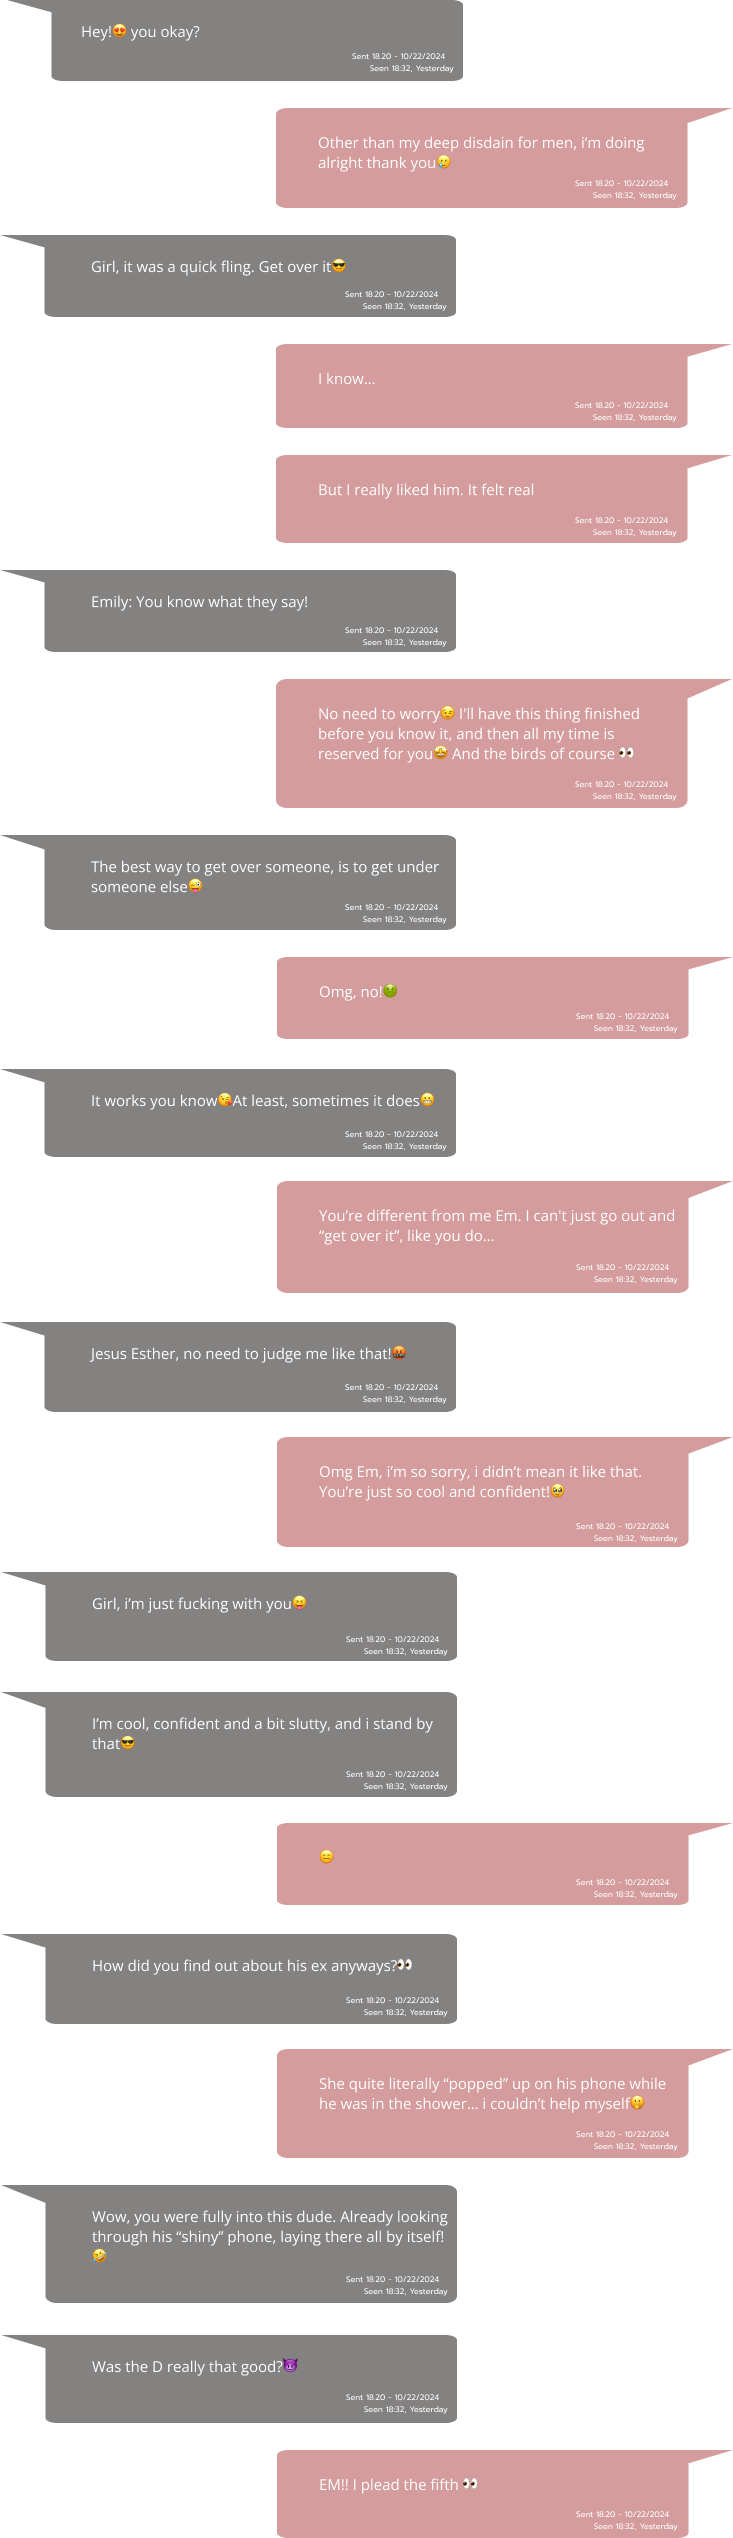 Hey!😍 you okay?
Sent 18.20 - 10/22/2024
Seen 18:32, Yesterday
Other than my deep disdain for men, i’m doing
alright thank you🥲
Sent 18.20 - 10/22/2024
Seen 18:32, Yesterday
Girl, it was a quick fling. Get over it😎
Sent 18.20 - 10/22/2024
Seen 18:32, Yesterday
I know...
Sent 18.20 - 10/22/2024
Seen 18:32, Yesterday
But I really liked him. It felt real
Sent 18.20 - 10/22/2024
Seen 18:32, Yesterday
Emily: You know what they say!
Sent 18.20 - 10/22/2024
Seen 18:32, Yesterday
No need to worry😉 I'll have this thing finished
before you know it, and then all my time is
reserved for you🤩 And the birds of course 👀
Sent 18.20 - 10/22/2024
Seen 18:32, Yesterday
The best way to get over someone, is to get under
someone else😜
Sent 18.20 - 10/22/2024
Seen 18:32, Yesterday
Omg, no!🤢
Sent 18.20 - 10/22/2024
Seen 18:32, Yesterday
It works you know😘At least, sometimes it does😬
Sent 18.20 - 10/22/2024
Seen 18:32, Yesterday
You’re different from me Em. I can't just go out and
“get over it”, like you do...
Sent 18.20 - 10/22/2024
Seen 18:32, Yesterday
Jesus Esther, no need to judge me like that!🤬
Sent 18.20 - 10/22/2024
Seen 18:32, Yesterday
Omg Em, i’m so sorry, i didn’t mean it like that.
You’re just so cool and confident!🥺
Sent 18.20 - 10/22/2024
Seen 18:32, Yesterday
Girl, i’m just fucking with you😝
Sent 18.20 - 10/22/2024
Seen 18:32, Yesterday
I’m cool, confident and a bit slutty, and i stand by
that😎
Sent 18.20 - 10/22/2024
Seen 18:32, Yesterday
😑
Sent 18.20 - 10/22/2024
Seen 18:32, Yesterday
How did you find out about his ex anyways?👀
Sent 18.20 - 10/22/2024
Seen 18:32, Yesterday
She quite literally “popped” up on his phone while
he was in the shower... i couldn’t help myself🤫
Sent 18.20 - 10/22/2024
Seen 18:32, Yesterday
Wow, you were fully into this dude. Already looking
through his “shiny” phone, laying there all by itself!
🤣
Sent 18.20 - 10/22/2024
Seen 18:32, Yesterday
Was the D really that good?😈
Sent 18.20 - 10/22/2024
Seen 18:32, Yesterday
EM!! I plead the fifth 👀
Sent 18.20 - 10/22/2024
Seen 18:32, Yesterday